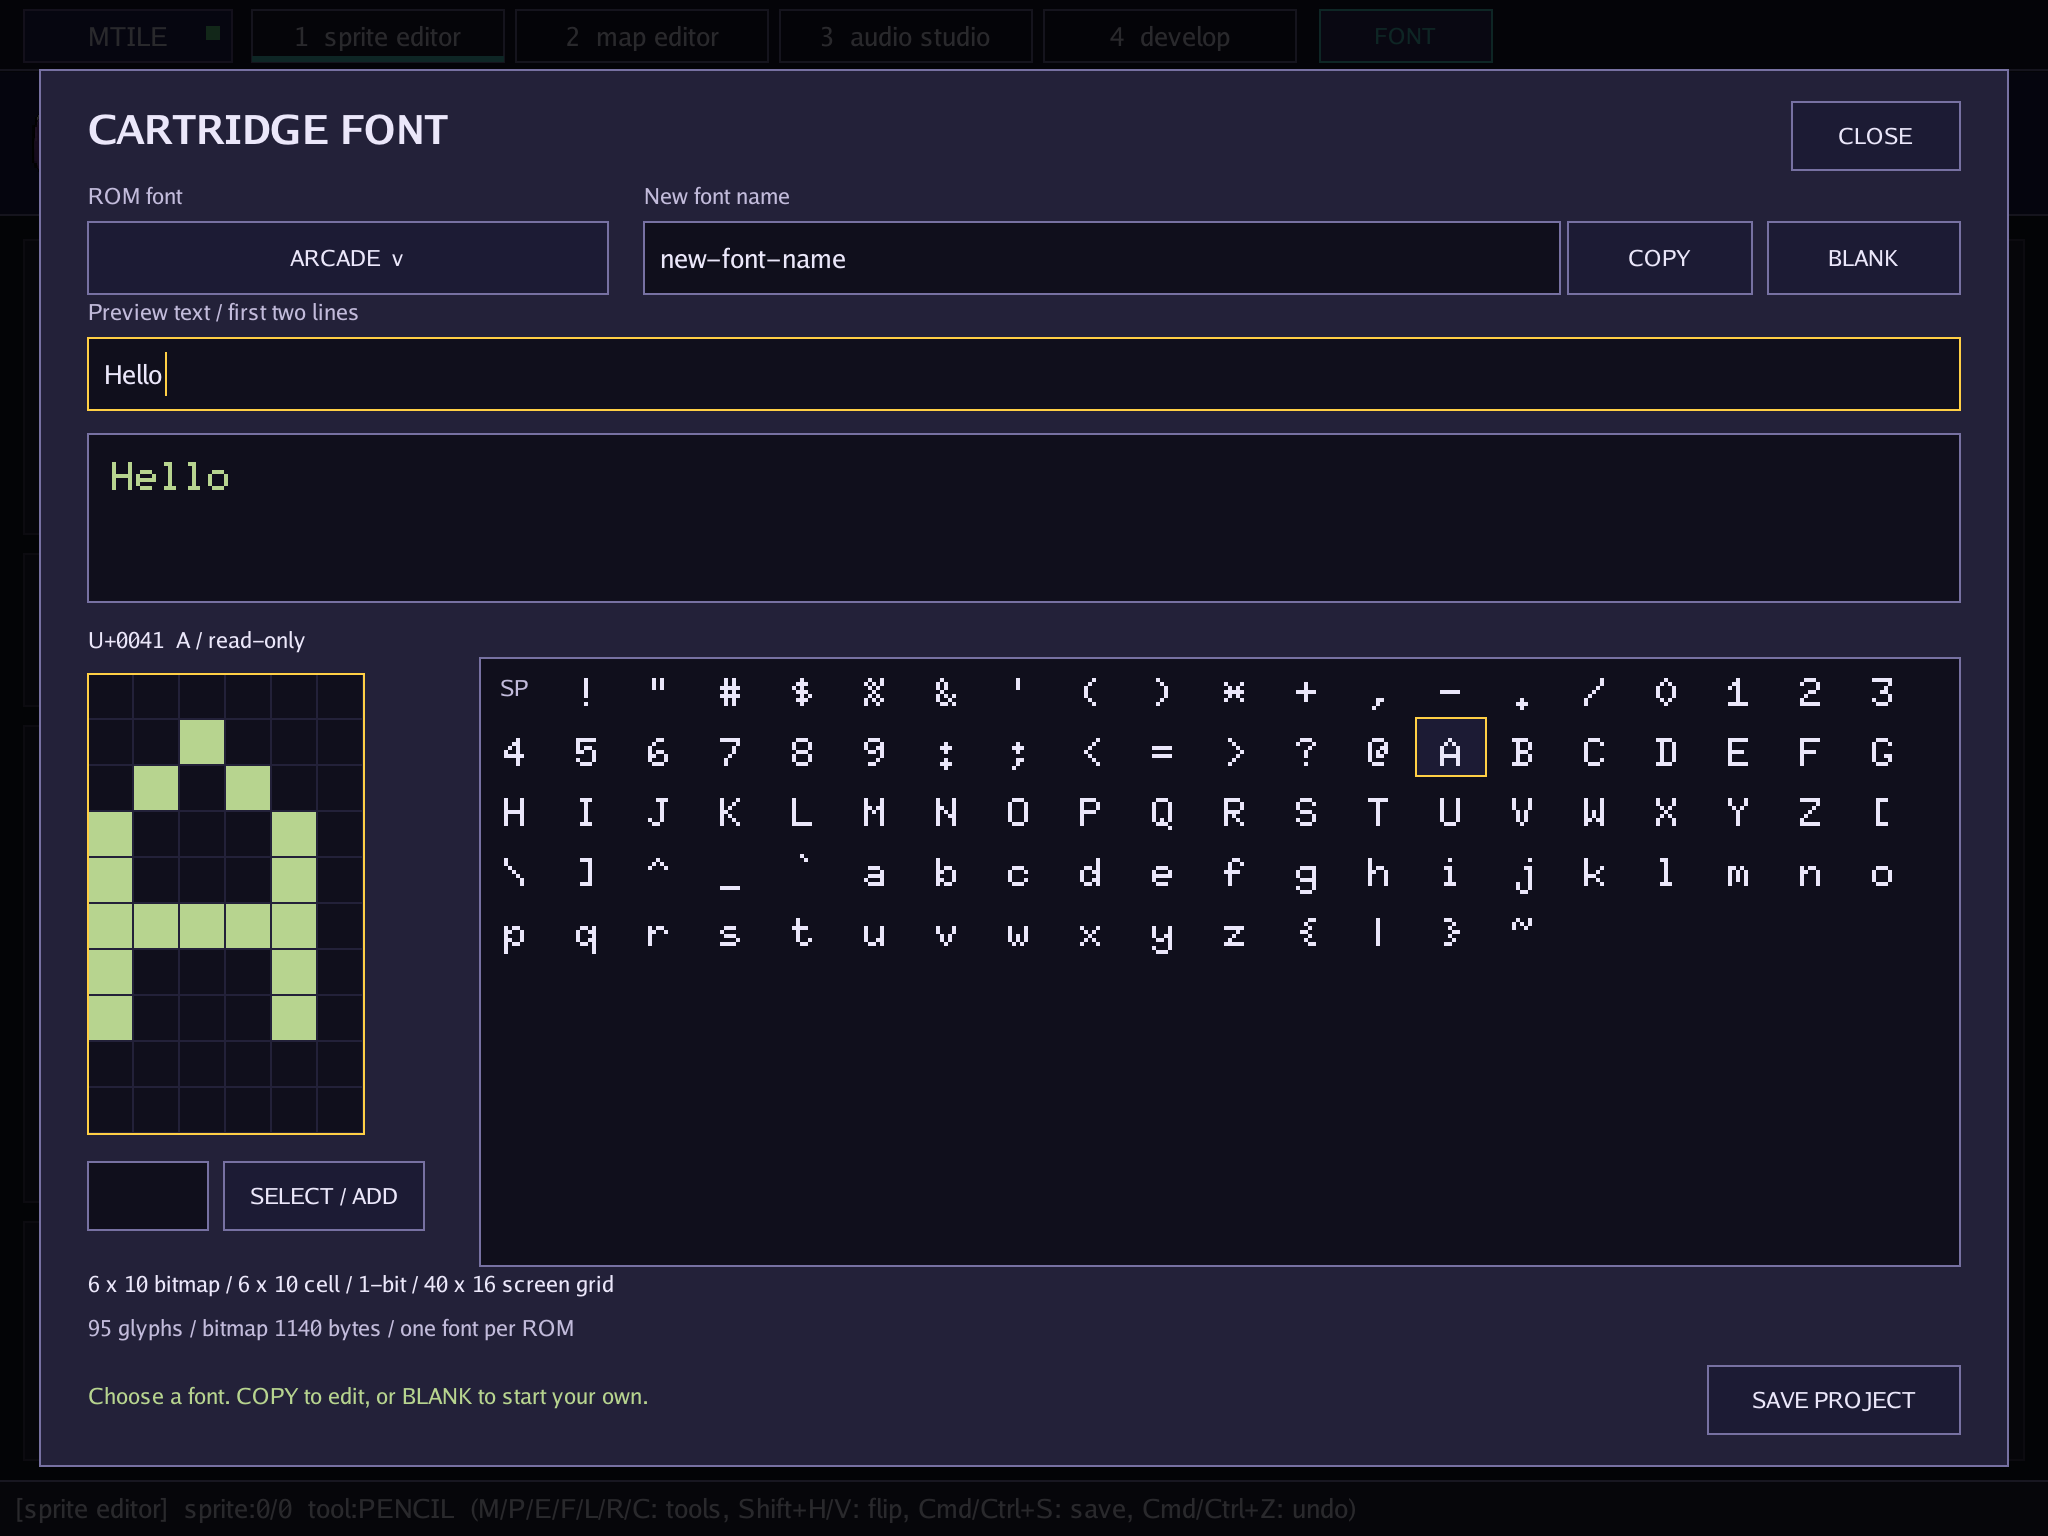 MTILE 1 sprite editor 2 map editor 3 audio studio 4 develop FONT
CARTRIDGE FONT
CLOSE
ROM font New font name
ARCADE v new-font-name COPY BLANK
Preview text / first two lines
Hello
Hello
U+0041 A / read-only
SP ! " # $ % & ' ( ) * + , - . / 0 1 2 3
4 5 6 7 8 9 : ; < = > ? @ A B C D E F G
H I J K L M N O P Q R S T U V W X Y Z [
\ ] ^ _ ` a b c d e f g h i j k l m n o
p q r s t u v w x y z { | } ~
SELECT / ADD
6 x 10 bitmap / 6 x 10 cell / 1-bit / 40 x 16 screen grid
95 glyphs / bitmap 1140 bytes / one font per ROM
Choose a font. COPY to edit, or BLANK to start your own.
SAVE PROJECT
[sprite editor] sprite:0/0 tool:PENCIL (M/P/E/F/L/R/C: tools, Shift+H/V: flip, Cmd/Ctrl+S: save, Cmd/Ctrl+Z: undo)